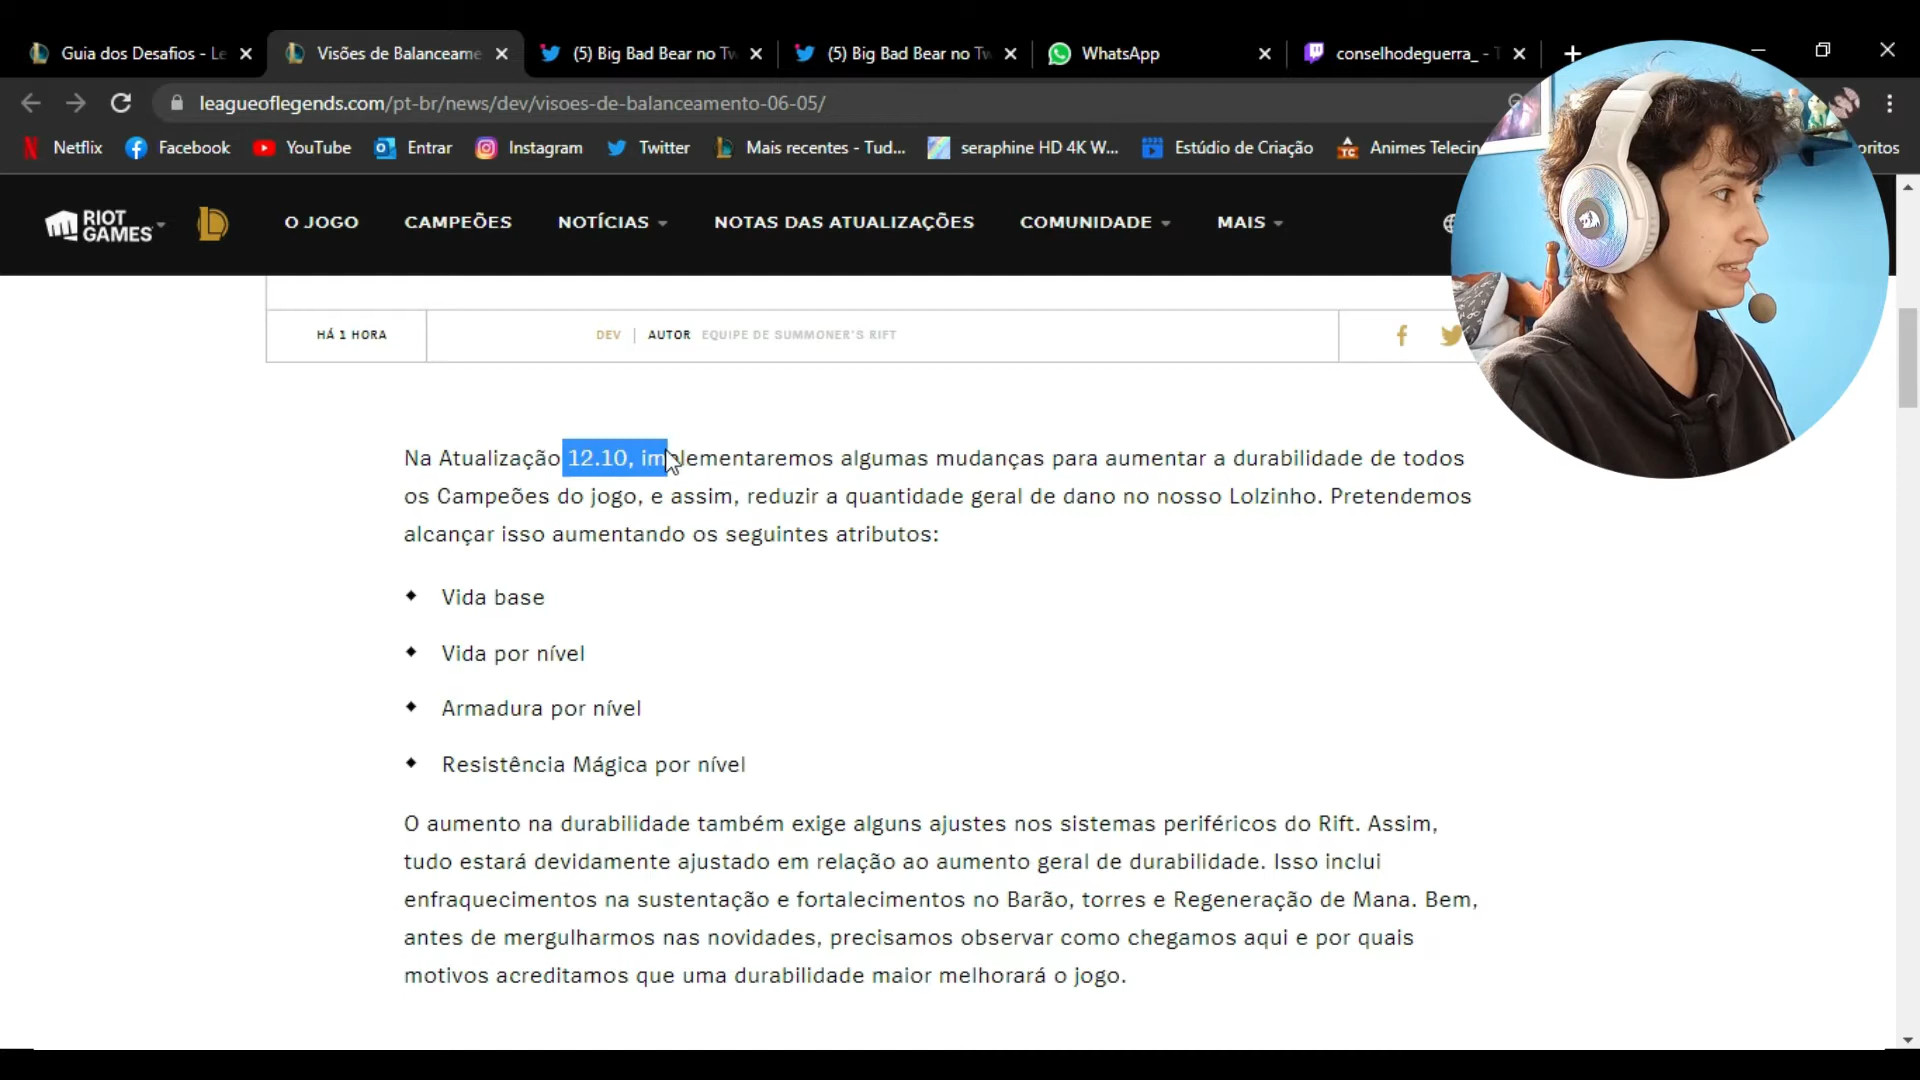 Guia dos Desafios - Le
Visões de Balanceame
(5) Big Bad Bear no Tw
(5) Big Bad Bear no Tw
WhatsApp
conselhodeguerra_ - T
leagueoflegends.com/pt-br/news/dev/visoes-de-balanceamento-06-05/
Netflix
Facebook
YouTube
Entrar
Instagram
Twitter
Mais recentes - Tud...
seraphine HD 4K W...
Estúdio de Criação
Animes Telecin
oritos
RIOT
GAMES
O JOGO
CAMPEÕES
NOTÍCIAS
NOTAS DAS ATUALIZAÇÕES
COMUNIDADE
MAIS
HÁ 1 HORA
DEV | AUTOR EQUIPE DE SUMMONER'S RIFT
Na Atualização 12.10, implementaremos algumas mudanças para aumentar a durabilidade de todos
os Campeões do jogo, e assim, reduzir a quantidade geral de dano no nosso Lolzinho. Pretendemos
alcançar isso aumentando os seguintes atributos:
Vida base
Vida por nível
Armadura por nível
Resistência Mágica por nível
O aumento na durabilidade também exige alguns ajustes nos sistemas periféricos do Rift. Assim,
tudo estará devidamente ajustado em relação ao aumento geral de durabilidade. Isso inclui
enfraquecimentos na sustentação e fortalecimentos no Barão, torres e Regeneração de Mana. Bem,
antes de mergulharmos nas novidades, precisamos observar como chegamos aqui e por quais
motivos acreditamos que uma durabilidade maior melhorará o jogo.